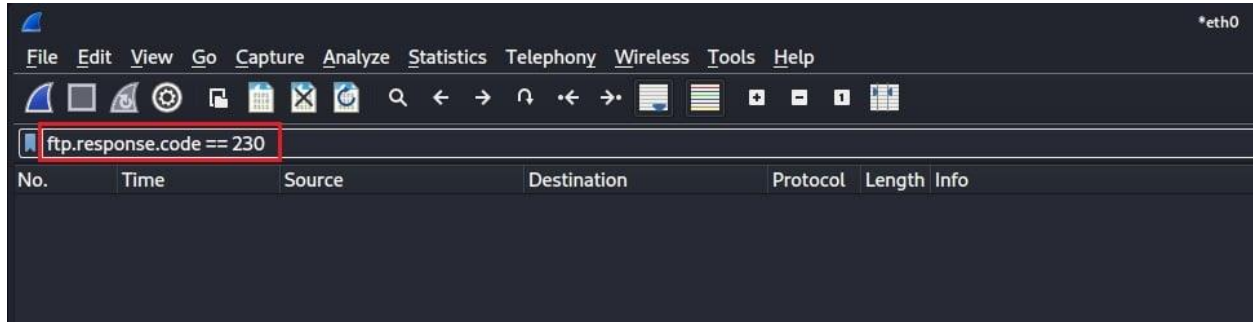 *eth0
File Edit View Go Capture Analyze Statistics Telephony Wireless Tools Help
1
ftp.response.code == 230
No. Time Source Destination Protocol Length Info